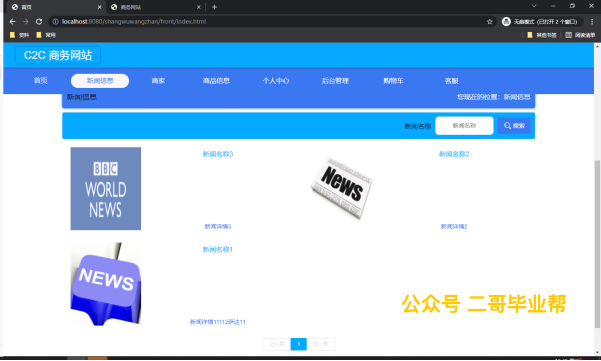 首页
商务网站
无痕模式（已打开 2 个窗口）
localhost:8080/shangwuwangzhan/front/index.html
资料
常用
其他书签
阅读清单
C2C 商务网站
首页
新闻信息
商家
商品信息
个人中心
后台管理
购物车
客服
新闻信息
您现在的位置：新闻信息
新闻名称
新闻名称
搜索
BBC
WORLD
NEWS
新闻名称3
新闻详情3
News
新闻名称2
新闻详情2
NEWS
新闻名称1
新闻详情11112萨达11
公众号 二哥毕业帮
上一页
1
下一页